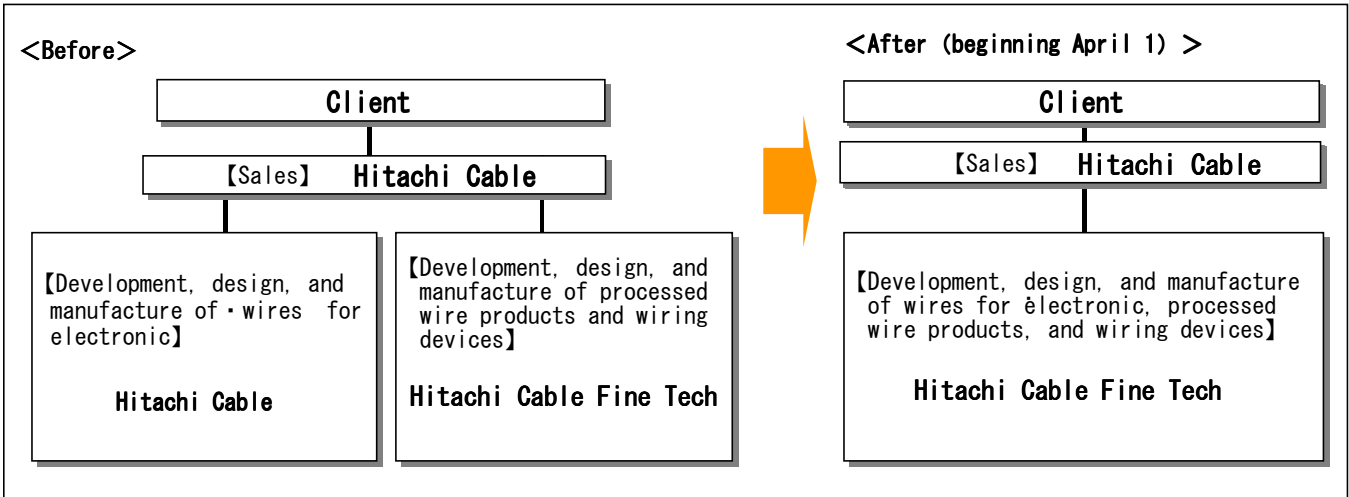 <Before>
Client
【Sales】 Hitachi Cable
【Development, design, and
manufacture of・wires for
electronic】
Hitachi Cable
【Development, design, and
manufacture of processed
wire products and wiring
devices】
Hitachi Cable Fine Tech
<After (beginning April 1) >
Client
【Sales】 Hitachi Cable
【Development, design, and manufacture
of wires for electronic, processed
wire products, and wiring devices】
Hitachi Cable Fine Tech